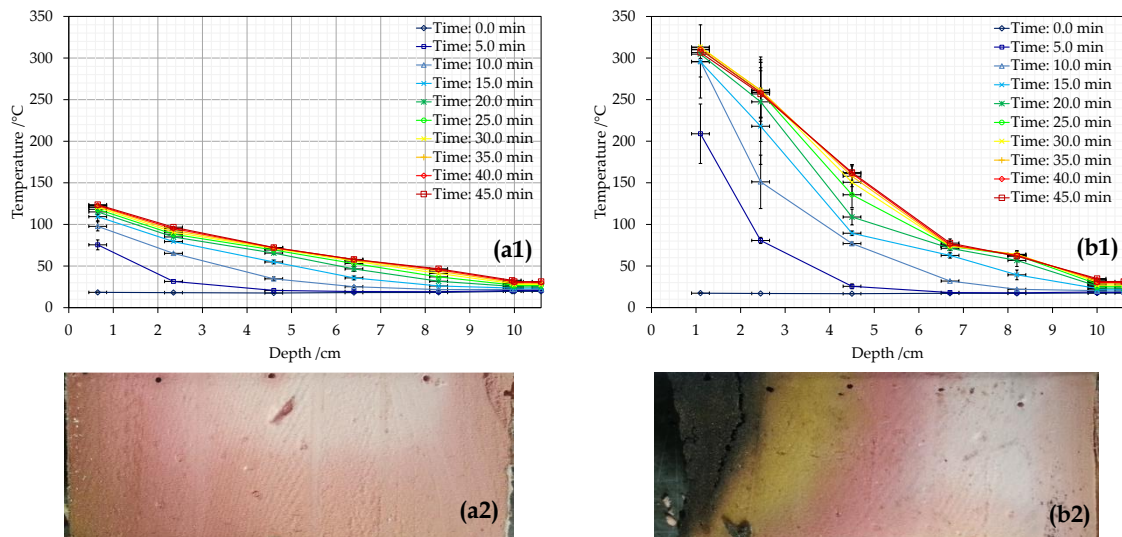 350
300
250
200
150
100
50
0
Temperature /°C
0 1 2 3 4 5 6 7 8 9 10
Depth /cm
Time: 0.0 min
Time: 5.0 min
Time: 10.0 min
Time: 15.0 min
Time: 20.0 min
Time: 25.0 min
Time: 30.0 min
Time: 35.0 min
Time: 40.0 min
Time: 45.0 min
(a1)
350
300
250
200
150
100
50
0
Temperature /°C
0 1 2 3 4 5 6 7 8 9 10
Depth /cm
Time: 0.0 min
Time: 5.0 min
Time: 10.0 min
Time: 15.0 min
Time: 20.0 min
Time: 25.0 min
Time: 30.0 min
Time: 35.0 min
Time: 40.0 min
Time: 45.0 min
(b1)
(a2)
(b2)